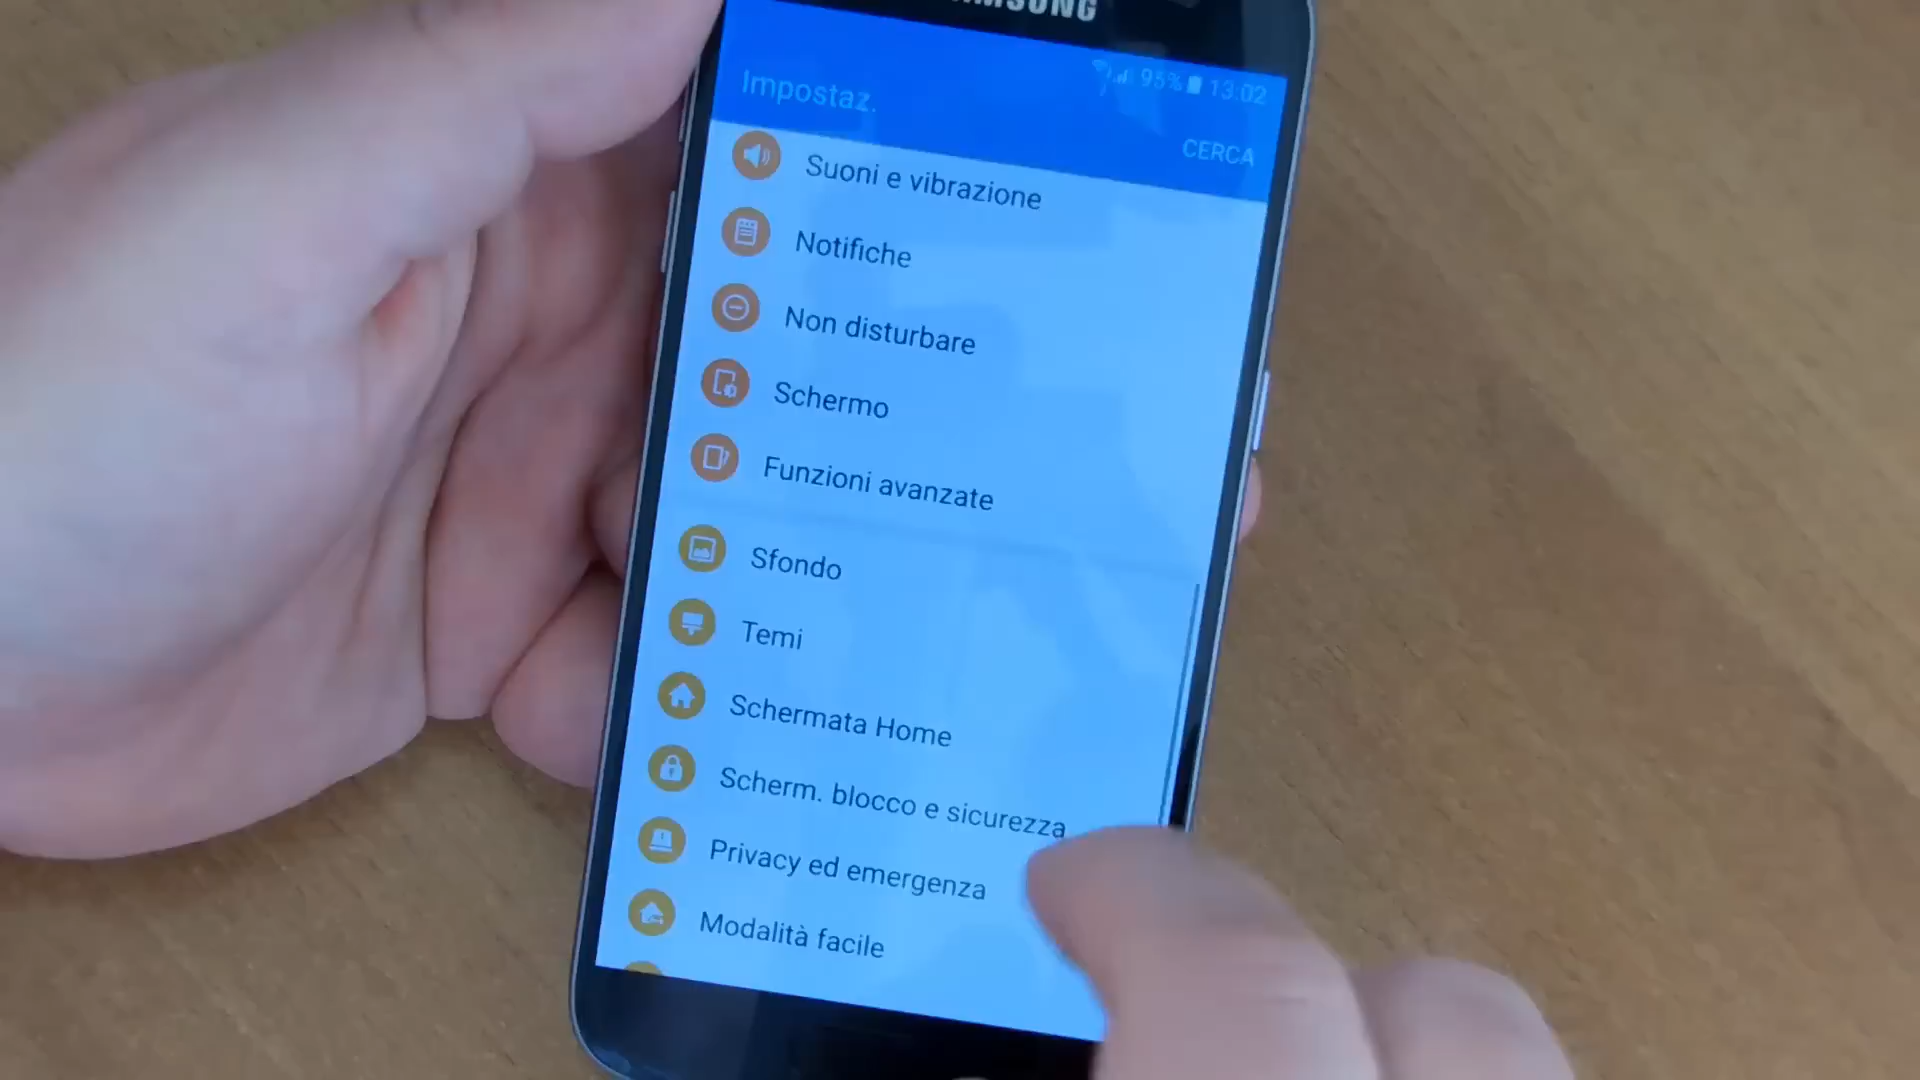 SAMSUNG
95% 13:02
Impostaz.
CERCA
Suoni e vibrazione
Notifiche
Non disturbare
Schermo
Funzioni avanzate
Sfondo
Temi
Schermata Home
Scherm. blocco e sicurezza
Privacy ed emergenza
Modalità facile